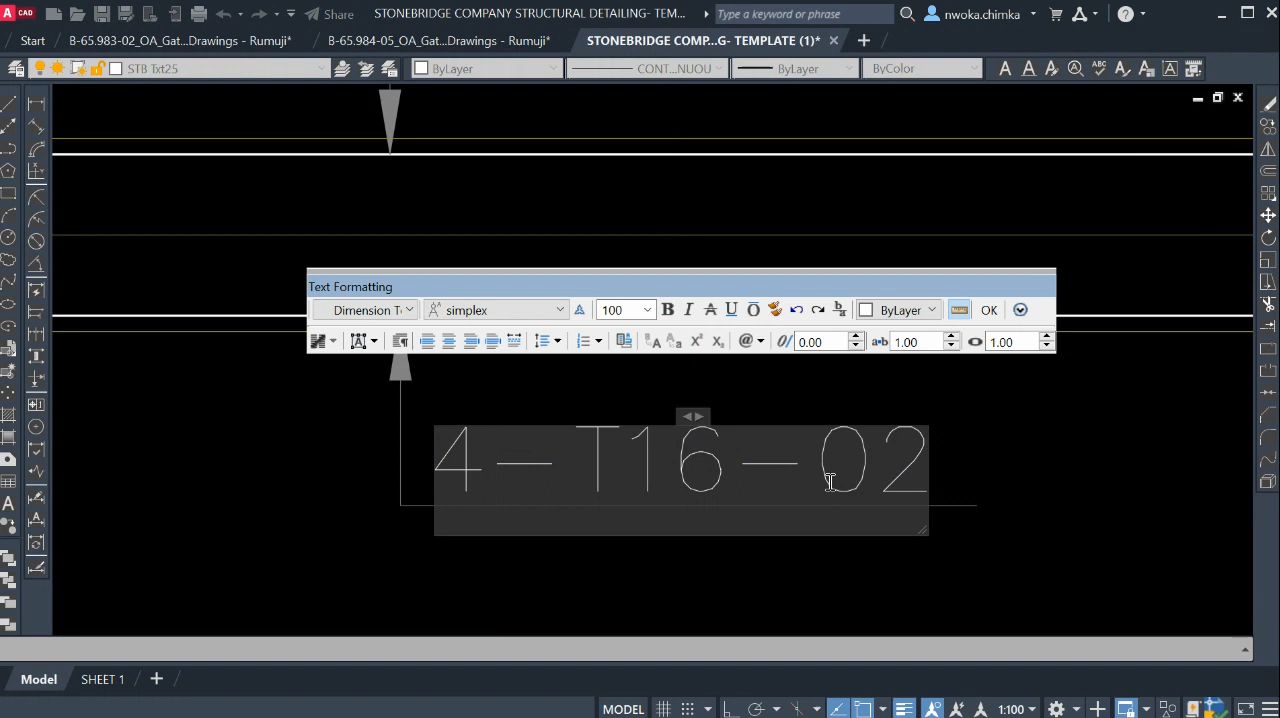 A CAD
Share
STONEBRIDGE COMPANY STRUCTURAL DETAILING- TEM...
Type a keyword or phrase
nwoka.chimka...
Start
B-65.983-02_OA_Gat...Drawings - Rumuji*
B-65.984-05_OA_Gat...Drawings - Rumuji*
STONEBRIDGE COMP...G- TEMPLATE (1)*
STB Txt25
ByLayer
CONT...NUOU
ByLayer
ByColor
Text Formatting
Dimension T
simplex
100
B I A U O
b/a
ByLayer
OK
@
0/ 0.00
a•b 1.00
1.00
4-T16-02
Model
SHEET 1
MODEL
1:100